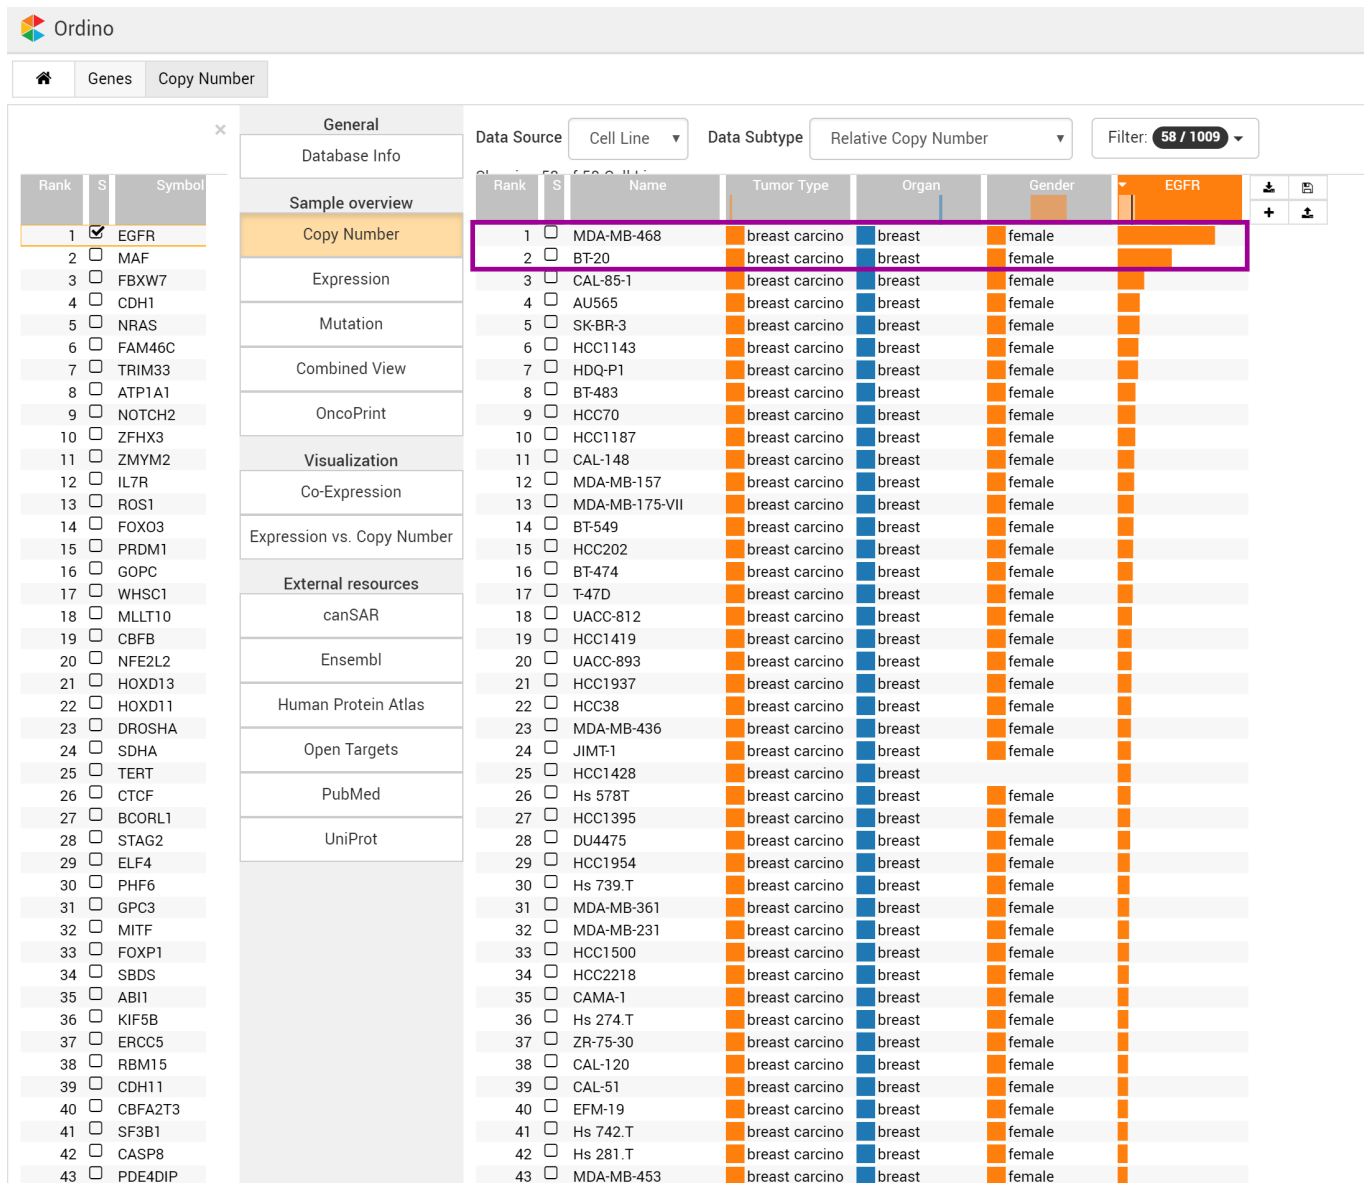 Ordino
Genes Copy Number
General
Database Info
Sample overview
Copy Number
Expression
Mutation
Combined View
OncoPrint
Visualization
Co-Expression
Expression vs. Copy Number
External resources
canSAR
Ensembl
Human Protein Atlas
Open Targets
PubMed
UniProt
Data Source Cell Line Data Subtype Relative Copy Number Filter: 58 / 1009
Rank S Symbol
1 EGFR
2 MAF
3 FBXW7
4 CDH1
5 NRAS
6 FAM46C
7 TRIM33
8 ATP1A1
9 NOTCH2
10 ZFHX3
11 ZMYM2
12 IL7R
13 ROS1
14 FOXO3
15 PRDM1
16 GOPC
17 WHSC1
18 MLLT10
19 CBFB
20 NFE2L2
21 HOXD13
22 HOXD11
23 DROSHA
24 SDHA
25 TERT
26 CTCF
27 BCORL1
28 STAG2
29 ELF4
30 PHF6
31 GPC3
32 MITF
33 FOXP1
34 SBDS
35 ABI1
36 KIF5B
37 ERCC5
38 RBM15
39 CDH11
40 CBFA2T3
41 SF3B1
42 CASP8
43 PDE4DIP
Rank S Name Tumor Type Organ Gender EGFR
1 MDA-MB-468 breast carcino breast female
2 BT-20 breast carcino breast female
3 CAL-85-1 breast carcino breast female
4 AU565 breast carcino breast female
5 SK-BR-3 breast carcino breast female
6 HCC1143 breast carcino breast female
7 HDQ-P1 breast carcino breast female
8 BT-483 breast carcino breast female
9 HCC70 breast carcino breast female
10 HCC1187 breast carcino breast female
11 CAL-148 breast carcino breast female
12 MDA-MB-157 breast carcino breast female
13 MDA-MB-175-VII breast carcino breast female
14 BT-549 breast carcino breast female
15 HCC202 breast carcino breast female
16 BT-474 breast carcino breast female
17 T-47D breast carcino breast female
18 UACC-812 breast carcino breast female
19 HCC1419 breast carcino breast female
20 UACC-893 breast carcino breast female
21 HCC1937 breast carcino breast female
22 HCC38 breast carcino breast female
23 MDA-MB-436 breast carcino breast female
24 JIMT-1 breast carcino breast female
25 HCC1428 breast carcino breast
26 Hs 578T breast carcino breast female
27 HCC1395 breast carcino breast female
28 DU4475 breast carcino breast female
29 HCC1954 breast carcino breast female
30 Hs 739.T breast carcino breast female
31 MDA-MB-361 breast carcino breast female
32 MDA-MB-231 breast carcino breast female
33 HCC1500 breast carcino breast female
34 HCC2218 breast carcino breast female
35 CAMA-1 breast carcino breast female
36 Hs 274.T breast carcino breast female
37 ZR-75-30 breast carcino breast female
38 CAL-120 breast carcino breast female
39 CAL-51 breast carcino breast female
40 EFM-19 breast carcino breast female
41 Hs 742.T breast carcino breast female
42 Hs 281.T breast carcino breast female
43 MDA-MB-453 breast carcino breast female